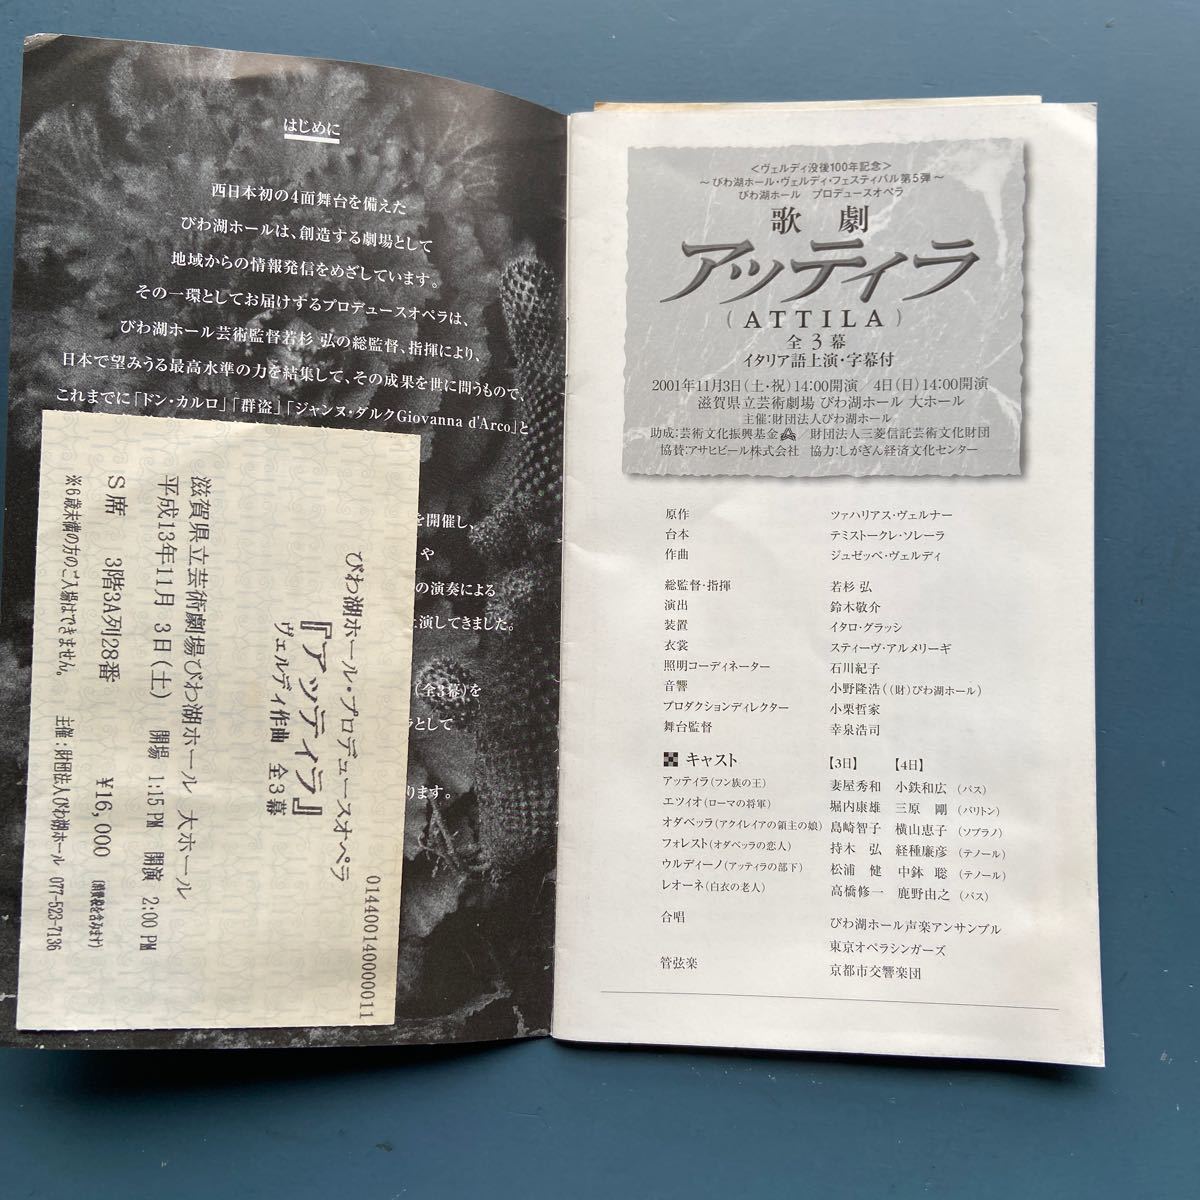 はじめに
西日本初の4面舞台を備えた
びわ湖ホールは、創造する劇場として
地域からの情報発信をめざしています。
その一環としてお届けするプロデュースオペラは、
びわ湖ホール芸術監督若杉 弘の総監督、指揮により、
日本で望みうる最高水準の力を結集して、その成果を世に問うもので、
これまでに「ドン・カルロ」「群盗」「ジャンヌ・ダルクGiovanna d'Arco」と
を開催し、
や
の演奏による
上演してきました。
(全3幕)を
として
ります。
びわ湖ホール・プロデュースオペラ
『アッティラ』
ヴェルディ作曲 全3幕
滋賀県立芸術劇場びわ湖ホール 大ホール
平成13年11月 3日(土) 開場 1:15PM 開演 2:00PM
S席 3階3A列28番 ¥16,000 (消費税を含みます)
※6歳未満の方のご入場はできません。 主催:財団法人びわ湖ホール 077-523-7136
01440014000011
<ヴェルディ没後100年記念>
~びわ湖ホール・ヴェルディ・フェスティバル第5弾~
びわ湖ホール プロデュースオペラ
歌劇
アッティラ
(ATTILA)
全3幕
イタリア語上演・字幕付
2001年11月3日(土・祝)14:00開演/4日(日)14:00開演
滋賀県立芸術劇場 びわ湖ホール 大ホール
主催:財団法人びわ湖ホール
助成:芸術文化振興基金/財団法人三菱信託芸術文化財団
協賛:アサヒビール株式会社 協力:しがぎん経済文化センター
原作 ツァハリアス・ヴェルナー
台本 テミストークレ・ソレーラ
作曲 ジュゼッペ・ヴェルディ
総監督・指揮 若杉 弘
演出 鈴木敬介
装置 イタロ・グラッシ
衣裳 スティーヴ・アルメリーギ
照明コーディネーター 石川紀子
音響 小野隆浩((財)びわ湖ホール)
プロダクションディレクター 小栗哲家
舞台監督 幸泉浩司
キャスト 【3日】 【4日】
アッティラ(フン族の王) 妻屋秀和 小鉄和広 (バス)
エツィオ(ローマの将軍) 堀内康雄 三原 剛 (バリトン)
オダベッラ(アクイレイアの領主の娘) 島崎智子 横山恵子 (ソプラノ)
フォレスト(オダベッラの恋人) 持木 弘 経種廉彦 (テノール)
ウルディーノ(アッティラの部下) 松浦 健 中鉢 聡 (テノール)
レオーネ(白衣の老人) 高橋修一 鹿野由之 (バス)
合唱 びわ湖ホール声楽アンサンブル
東京オペラシンガーズ
管弦楽 京都市交響楽団